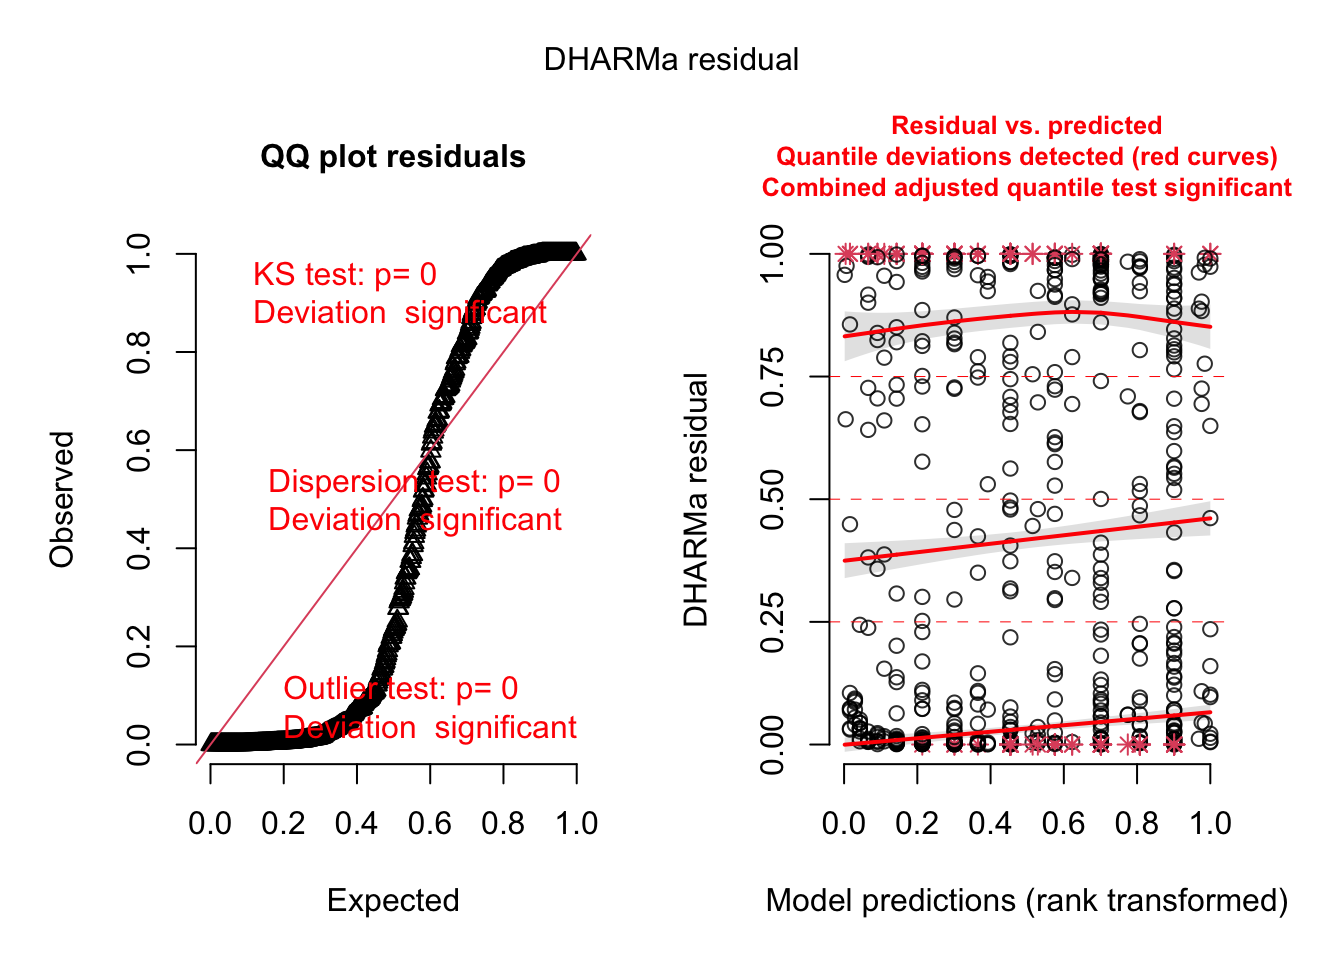 DHARMa residual
QQ plot residuals
KS test: p= 0
Deviation  significant
Dispersion test: p= 0
Deviation  significant
Outlier test: p= 0
Deviation  significant
Observed
0.0 0.2 0.4 0.6 0.8 1.0
0.0 0.2 0.4 0.6 0.8 1.0
Expected
Residual vs. predicted
Quantile deviations detected (red curves)
Combined adjusted quantile test significant
DHARMa residual
0.00 0.25 0.50 0.75 1.00
0.0 0.2 0.4 0.6 0.8 1.0
Model predictions (rank transformed)